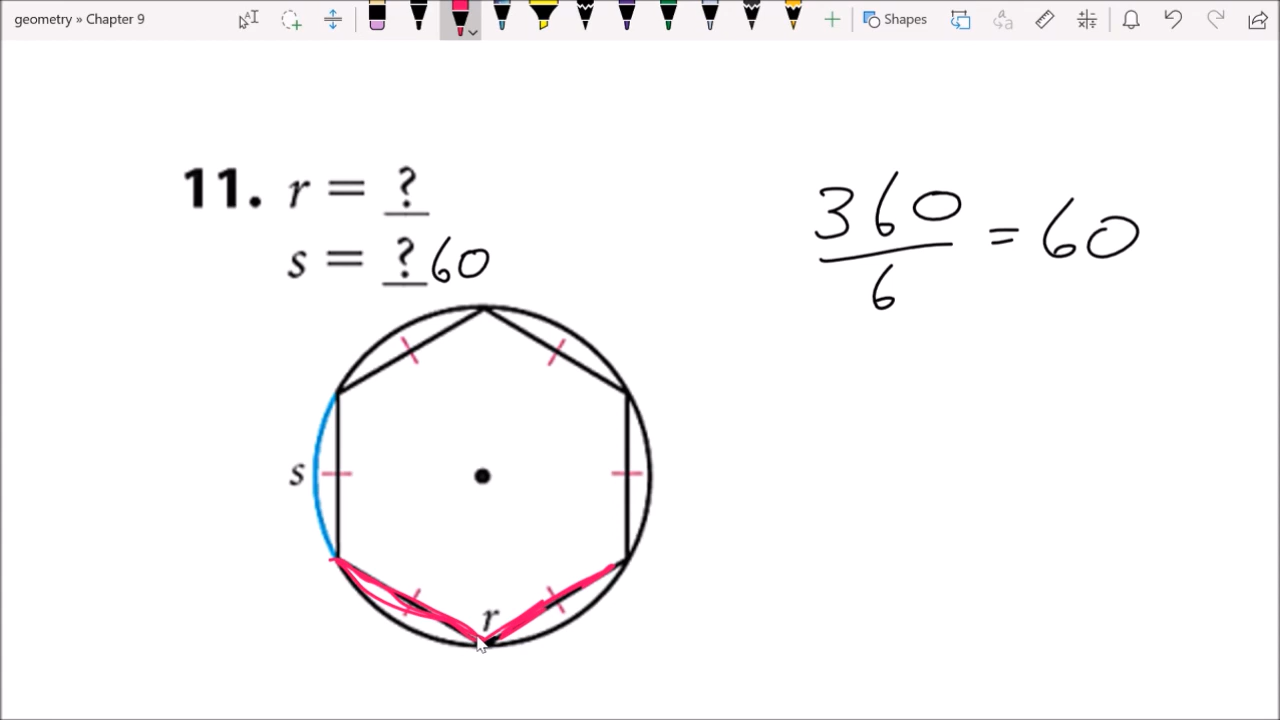 geometry » Chapter 9
Shapes
11. r = ?
s = ? 60
360
6
= 60
s
r